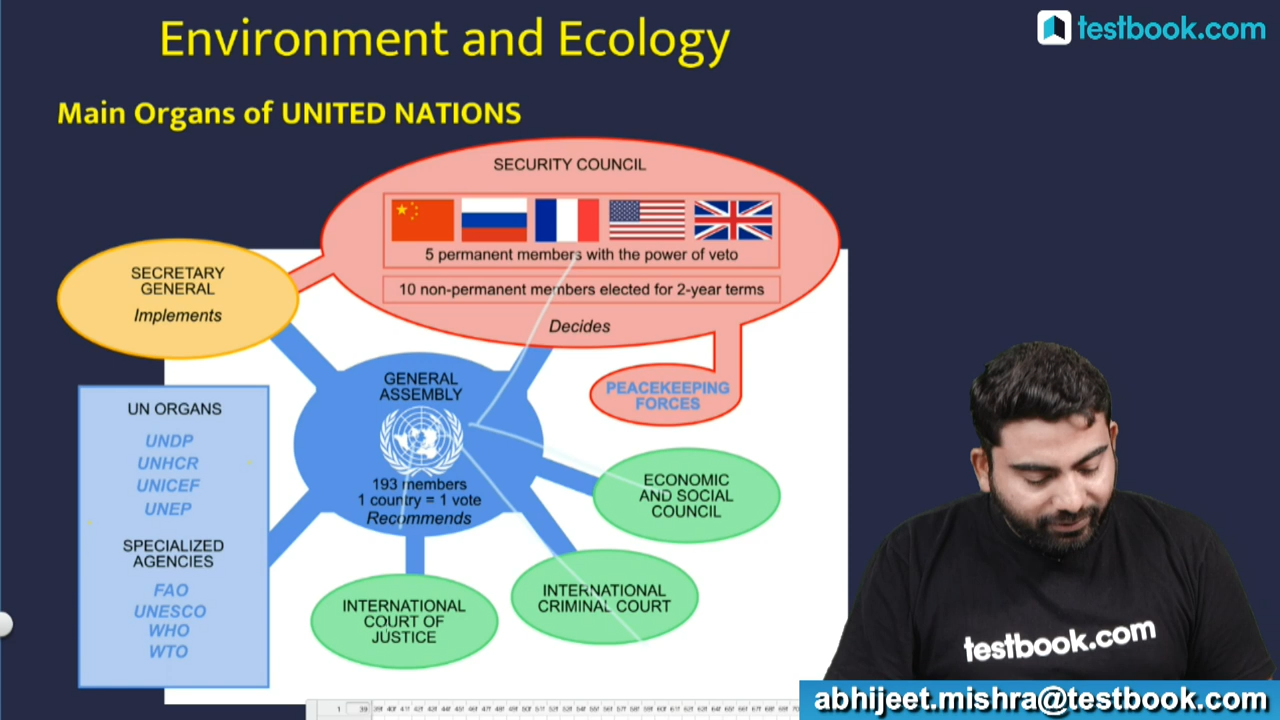 Environment and Ecology
testbook.com
Main Organs of UNITED NATIONS
SECURITY COUNCIL
5 permanent members with the power of veto
10 non-permanent members elected for 2-year terms
Decides
SECRETARY
GENERAL
Implements
PEACEKEEPING
FORCES
GENERAL
ASSEMBLY
193 members
1 country = 1 vote
Recommends
UN ORGANS
UNDP
UNHCR
UNICEF
UNEP
SPECIALIZED
AGENCIES
FAO
UNESCO
WHO
WTO
ECONOMIC
AND SOCIAL
COUNCIL
INTERNATIONAL
CRIMINAL COURT
INTERNATIONAL
COURT OF
JUSTICE
testbook.com
abhijeet.mishra@testbook.com